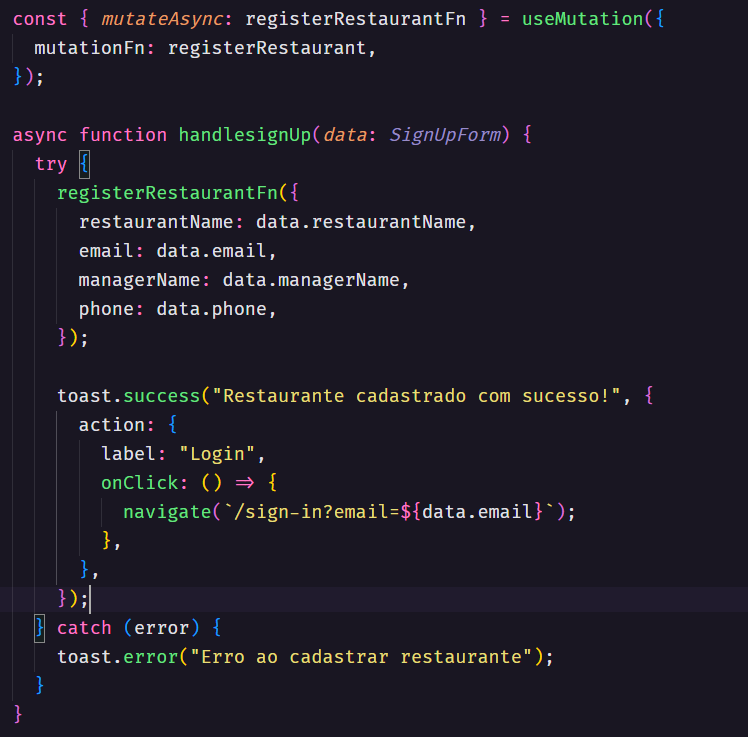 const { mutateAsync: registerRestaurantFn } = useMutation({
  mutationFn: registerRestaurant,
});

async function handlesignUp(data: SignUpForm) {
  try {
    registerRestaurantFn({
      restaurantName: data.restaurantName,
      email: data.email,
      managerName: data.managerName,
      phone: data.phone,
    });

    toast.success("Restaurante cadastrado com sucesso!", {
      action: {
        label: "Login",
        onClick: () => {
          navigate(`/sign-in?email=${data.email}`);
        },
      },
    });
  } catch (error) {
    toast.error("Erro ao cadastrar restaurante");
  }
}